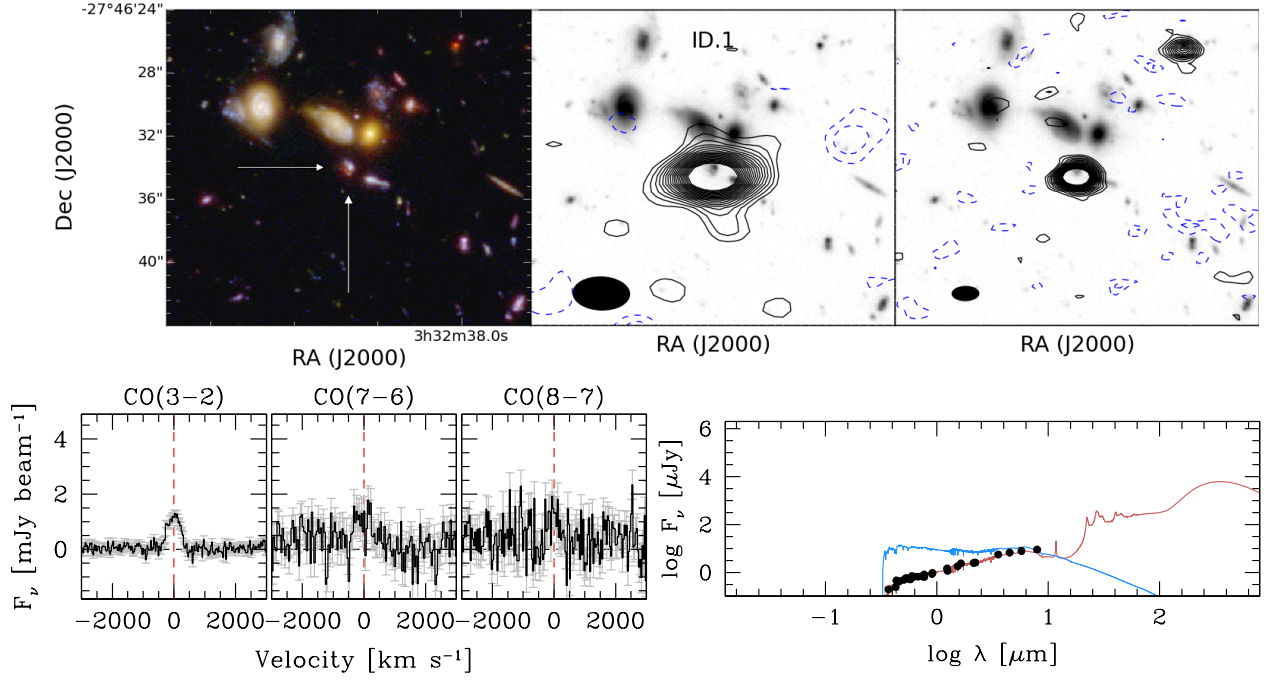 -27°46'24"
28"
32"
36"
40"
Dec (J2000)
3h32m38.0s
RA (J2000)
ID.1
RA (J2000)
RA (J2000)
CO(3−2)
CO(7−6)
CO(8−7)
4
2
0
F𝜈 [mJy beam⁻¹]
−2000 0 2000
−2000 0 2000
−2000 0 2000
Velocity [km s⁻¹]
6
4
2
0
log F𝜈 [μJy]
−1 0 1 2
log λ [μm]